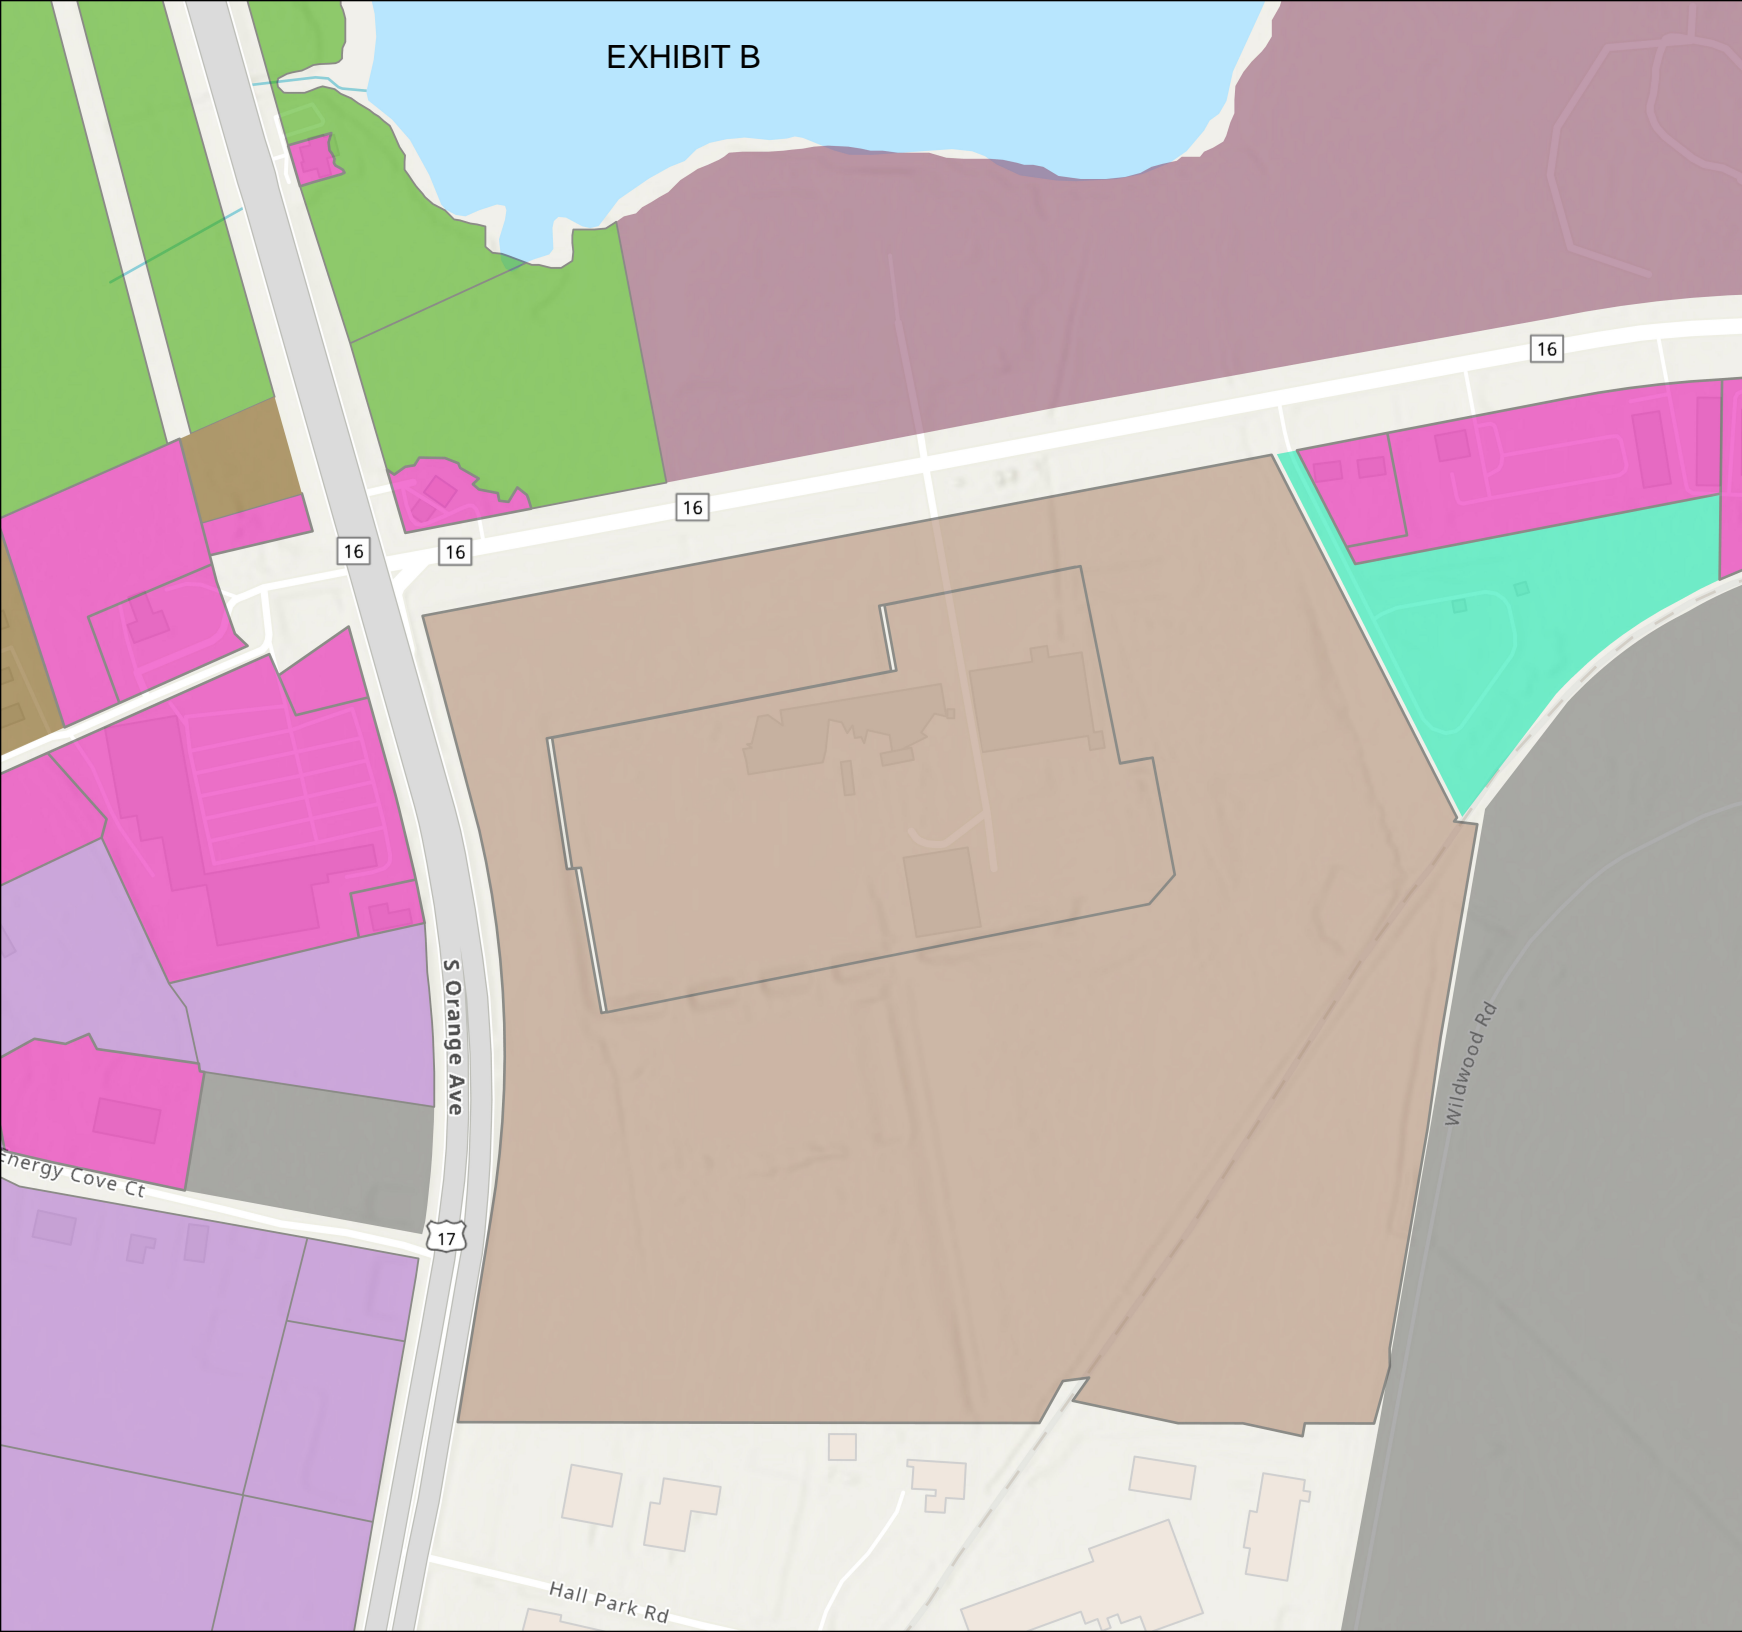 EXHIBIT B
16
16
16
16
S Orange Ave
Wildwood Rd
Energy Cove Ct
17
Hall Park Rd